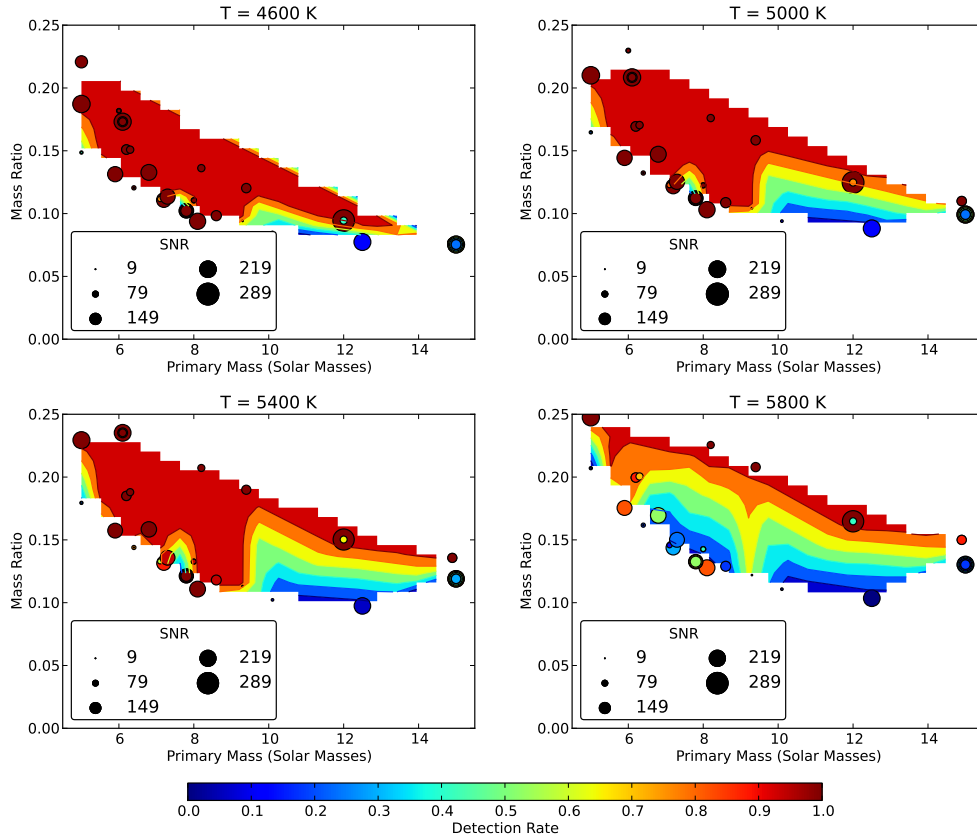 T = 4600 K
0.25
0.20
0.15
0.10
0.05
0.00
Mass Ratio
SNR
9
79
149
219
289
6 8 10 12 14
Primary Mass (Solar Masses)
T = 5000 K
0.25
0.20
0.15
0.10
0.05
0.00
Mass Ratio
SNR
9
79
149
219
289
6 8 10 12 14
Primary Mass (Solar Masses)
T = 5400 K
0.25
0.20
0.15
0.10
0.05
0.00
Mass Ratio
SNR
9
79
149
219
289
6 8 10 12 14
Primary Mass (Solar Masses)
T = 5800 K
0.25
0.20
0.15
0.10
0.05
0.00
Mass Ratio
SNR
9
79
149
219
289
6 8 10 12 14
Primary Mass (Solar Masses)
0.0 0.1 0.2 0.3 0.4 0.5 0.6 0.7 0.8 0.9 1.0
Detection Rate